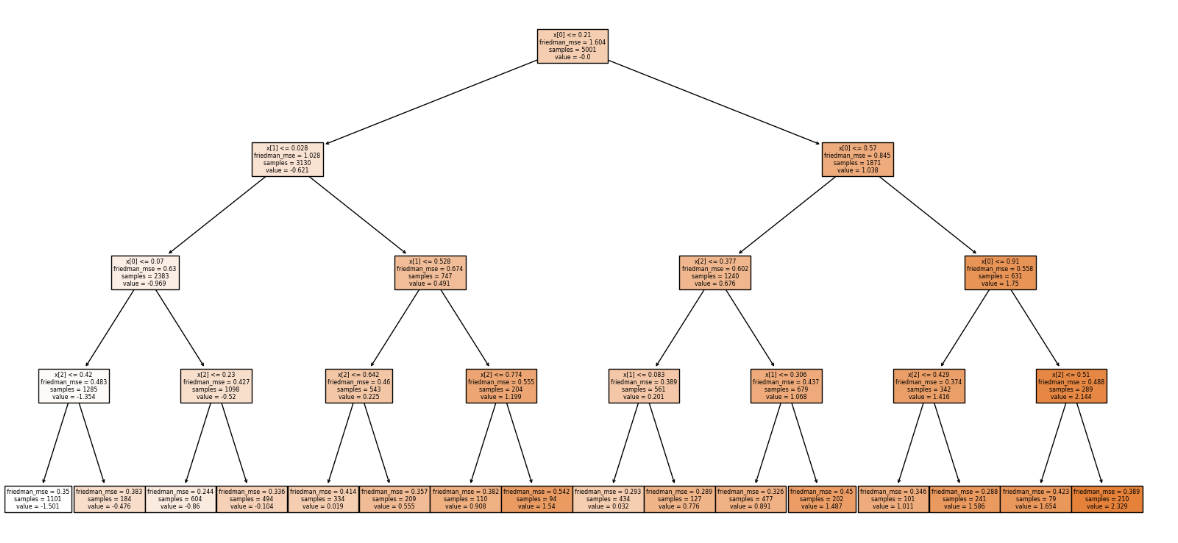 x[0] <= 0.21
friedman_mse = 1.604
samples = 5001
value = -0.0
x[1] <= 0.028
friedman_mse = 1.028
samples = 3130
value = -0.621
x[0] <= 0.57
friedman_mse = 0.845
samples = 1871
value = 1.038
x[0] <= 0.07
friedman_mse = 0.63
samples = 2383
value = -0.969
x[1] <= 0.528
friedman_mse = 0.674
samples = 747
value = 0.491
x[2] <= 0.377
friedman_mse = 0.602
samples = 1240
value = 0.676
x[0] <= 0.91
friedman_mse = 0.558
samples = 631
value = 1.75
x[2] <= 0.42
friedman_mse = 0.483
samples = 1285
value = -1.354
x[2] <= 0.23
friedman_mse = 0.427
samples = 1098
value = -0.52
x[2] <= 0.642
friedman_mse = 0.46
samples = 543
value = 0.225
x[2] <= 0.774
friedman_mse = 0.555
samples = 204
value = 1.199
x[1] <= 0.083
friedman_mse = 0.389
samples = 561
value = 0.201
x[1] <= 0.306
friedman_mse = 0.437
samples = 679
value = 1.068
x[2] <= 0.429
friedman_mse = 0.374
samples = 342
value = 1.416
x[2] <= 0.51
friedman_mse = 0.488
samples = 289
value = 2.144
friedman_mse = 0.35
samples = 1101
value = -1.501
friedman_mse = 0.383
samples = 184
value = -0.476
friedman_mse = 0.244
samples = 604
value = -0.86
friedman_mse = 0.336
samples = 494
value = -0.104
friedman_mse = 0.414
samples = 334
value = 0.019
friedman_mse = 0.357
samples = 209
value = 0.555
friedman_mse = 0.382
samples = 110
value = 0.908
friedman_mse = 0.542
samples = 94
value = 1.54
friedman_mse = 0.293
samples = 434
value = 0.032
friedman_mse = 0.289
samples = 127
value = 0.776
friedman_mse = 0.326
samples = 477
value = 0.891
friedman_mse = 0.45
samples = 202
value = 1.487
friedman_mse = 0.346
samples = 101
value = 1.011
friedman_mse = 0.288
samples = 241
value = 1.586
friedman_mse = 0.423
samples = 79
value = 1.654
friedman_mse = 0.389
samples = 210
value = 2.329